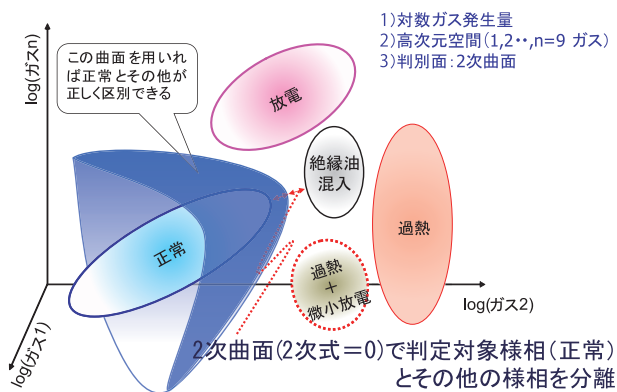 1)対数ガス発生量
2)高次元空間(1,2‥,n=9 ガス)
3)判別面:2次曲面
log(ガスn)
この曲面を用いれ
ば正常とその他が
正しく区別できる
放電
絶縁油
混入
過熱
正常
過熱
+
微小放電
log(ガス2)
log(ガス1)
2次曲面(2次式=0)で判定対象様相(正常)
とその他の様相を分離